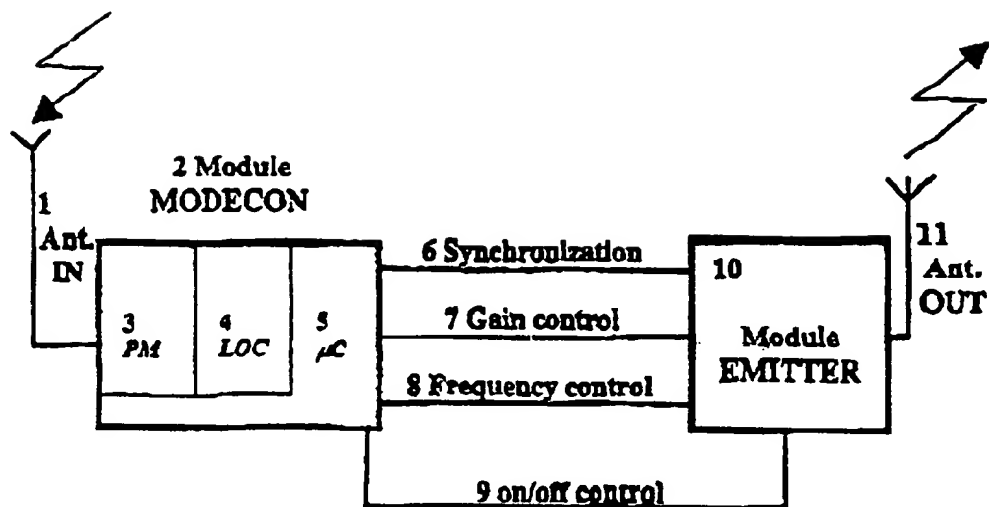 1
Ant.
IN
2 Module
MODECON
3
PM
4
LOC
5
μC
6 Synchronization
7 Gain control
8 Frequency control
9 on/off control
10
Module
EMITTER
11
Ant.
OUT